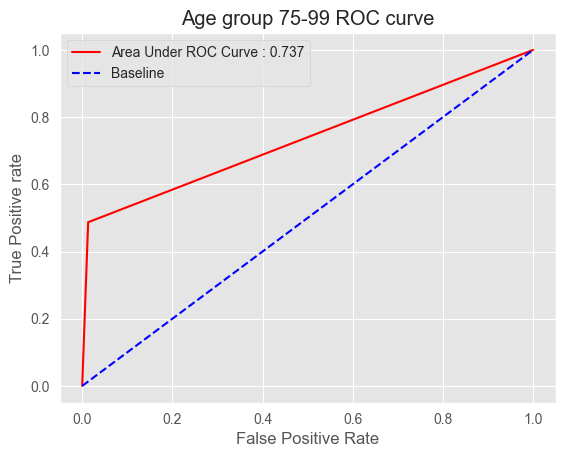 Age group 75-99 ROC curve
Area Under ROC Curve : 0.737
Baseline
True Positive rate
1.0
0.8
0.6
0.4
0.2
0.0
0.0 0.2 0.4 0.6 0.8 1.0
False Positive Rate